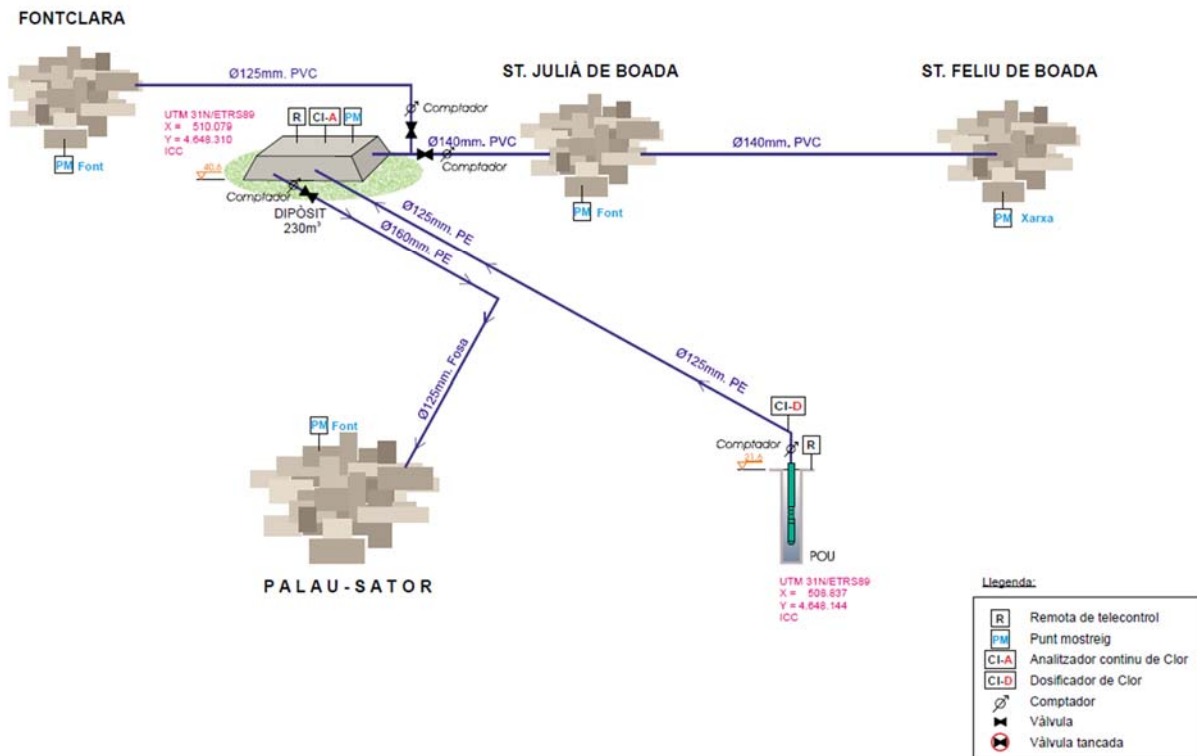 FONTCLARA
Ø125mm. PVC
ST. JULIÀ DE BOADA
ST. FELIU DE BOADA
UTM 31N/ETRS89
X = 510.079
Y = 4.648.310
ICC
R
CI-A
PM
Comptador
Ø140mm. PVC
Comptador
Ø140mm. PVC
PM Font
40,6
Comptador
DIPÒSIT
230m³
PM Font
PM Xarxa
Ø125mm. PE
Ø160mm. PE
Ø125mm. Fosa
Ø125mm. PE
CI-D
Comptador
R
21,6
PM Font
POU
PALAU-SATOR
UTM 31N/ETRS89
X = 508.837
Y = 4.648.144
ICC
Llegenda:
R Remota de telecontrol
PM Punt mostreig
CI-A Analitzador continu de Clor
CI-D Dosificador de Clor
Comptador
Vàlvula
Vàlvula tancada